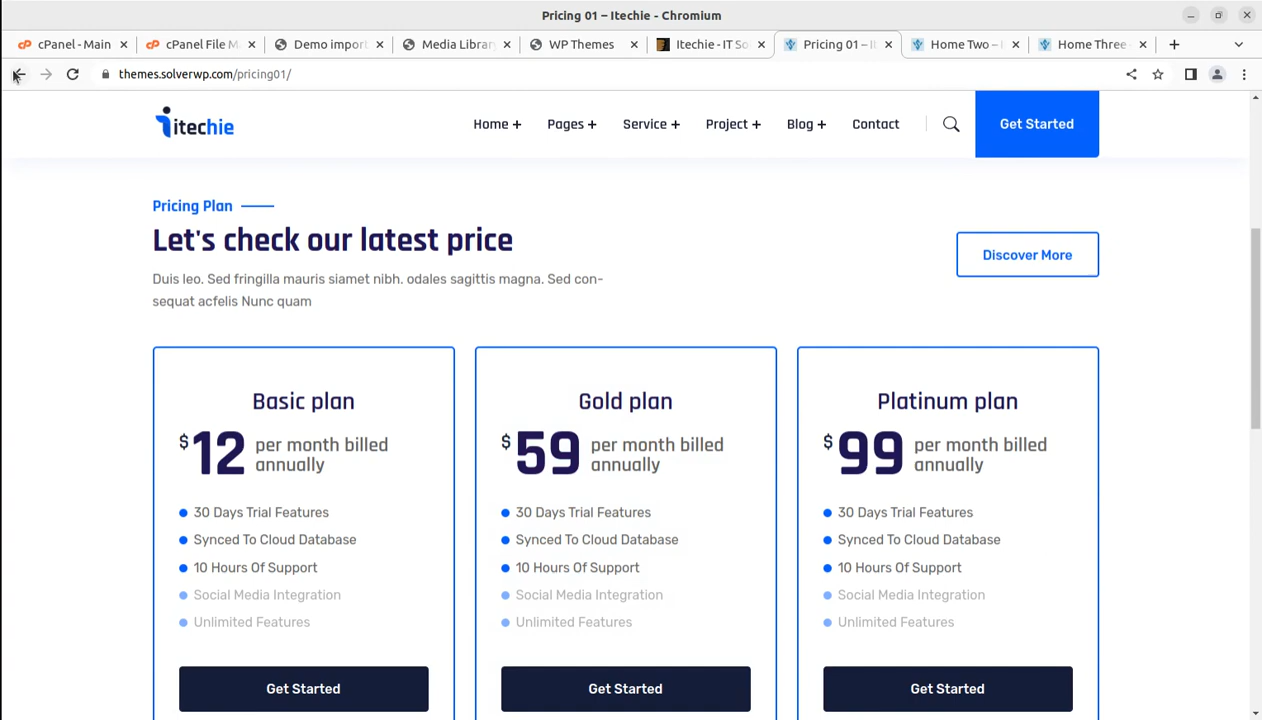 Pricing 01 – Itechie - Chromium
cPanel - Main
cPanel File M
Demo impor
Media Librar
WP Themes
Itechie - IT So
Pricing 01 – It
Home Two –
Home Three
themes.solverwp.com/pricing01/
itechie
Home +
Pages +
Service +
Project +
Blog +
Contact
Get Started
Pricing Plan
Let's check our latest price
Duis leo. Sed fringilla mauris siamet nibh. odales sagittis magna. Sed con-
sequat acfelis Nunc quam
Discover More
Basic plan
$12 per month billed
annually
30 Days Trial Features
Synced To Cloud Database
10 Hours Of Support
Social Media Integration
Unlimited Features
Get Started
Gold plan
$59 per month billed
annually
30 Days Trial Features
Synced To Cloud Database
10 Hours Of Support
Social Media Integration
Unlimited Features
Get Started
Platinum plan
$99 per month billed
annually
30 Days Trial Features
Synced To Cloud Database
10 Hours Of Support
Social Media Integration
Unlimited Features
Get Started